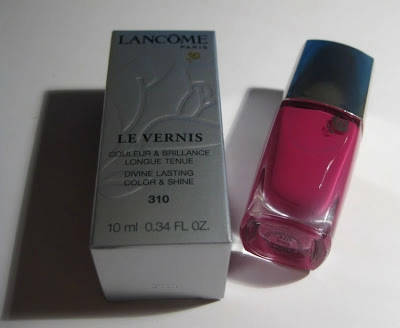 LANCÔME
PARIS
LE VERNIS
COULEUR & BRILLANCE
LONGUE TENUE
DIVINE LASTING
COLOR & SHINE
310
10 ml 0.34 FL OZ.